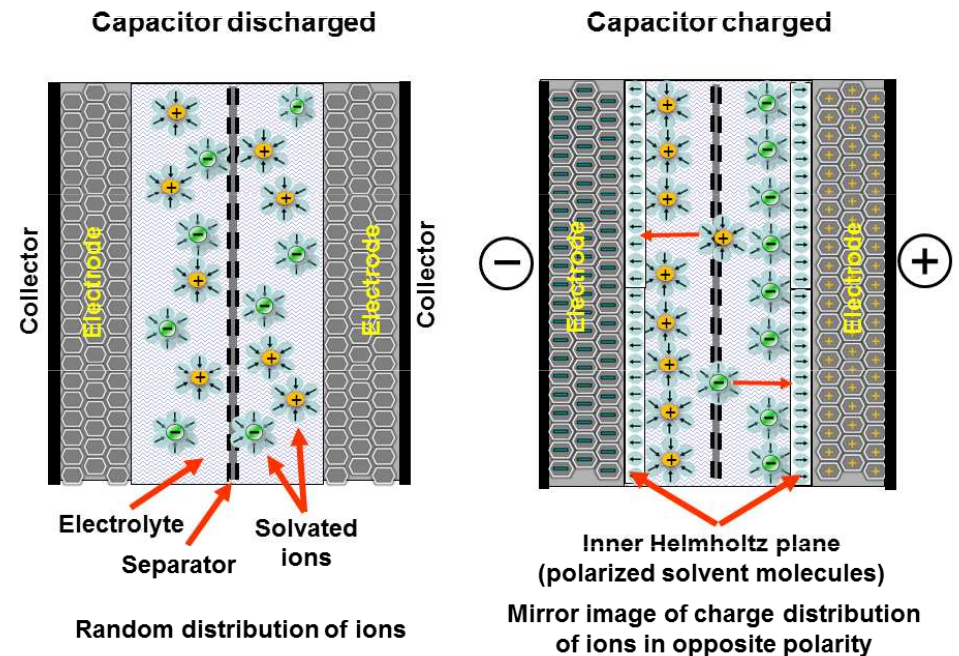 Capacitor discharged
Capacitor charged
Collector
Electrode
Electrode
Collector
Electrode
Electrode
Electrolyte
Separator
Solvated
ions
Inner Helmholtz plane
(polarized solvent molecules)
Random distribution of ions
Mirror image of charge distribution
of ions in opposite polarity